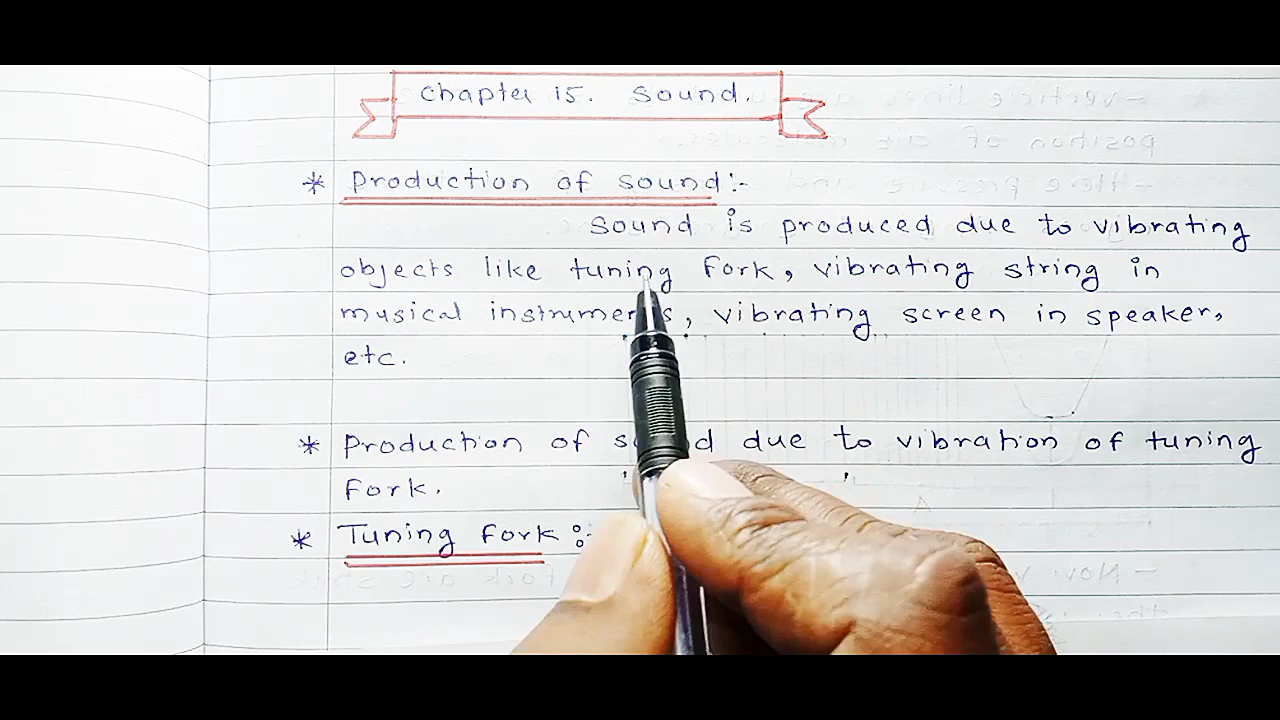 Chapter 15. Sound.
* Production of sound:-
Sound is produced due to vibrating
objects like tuning fork, vibrating string in
musical instruments, vibrating screen in speaker,
etc.
* Production of sound due to vibration of tuning
fork.
* Tuning fork :-